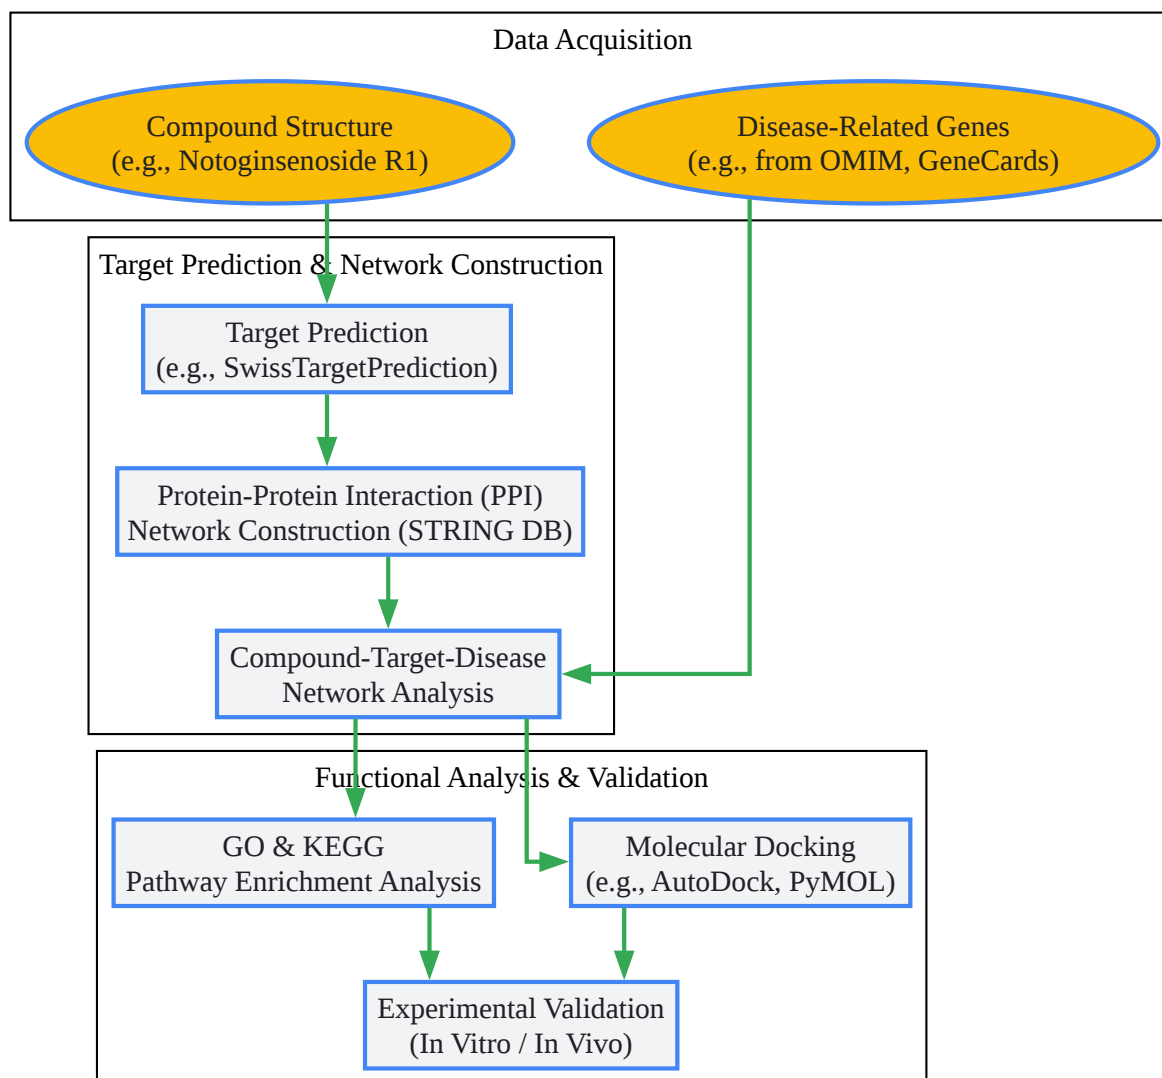 Data Acquisition
Compound Structure
(e.g., Notoginsenoside R1)
Disease-Related Genes
(e.g., from OMIM, GeneCards)
Target Prediction & Network Construction
Target Prediction
(e.g., SwissTargetPrediction)
Protein-Protein Interaction (PPI)
Network Construction (STRING DB)
Compound-Target-Disease
Network Analysis
Functional Analysis & Validation
GO & KEGG
Pathway Enrichment Analysis
Molecular Docking
(e.g., AutoDock, PyMOL)
Experimental Validation
(In Vitro / In Vivo)